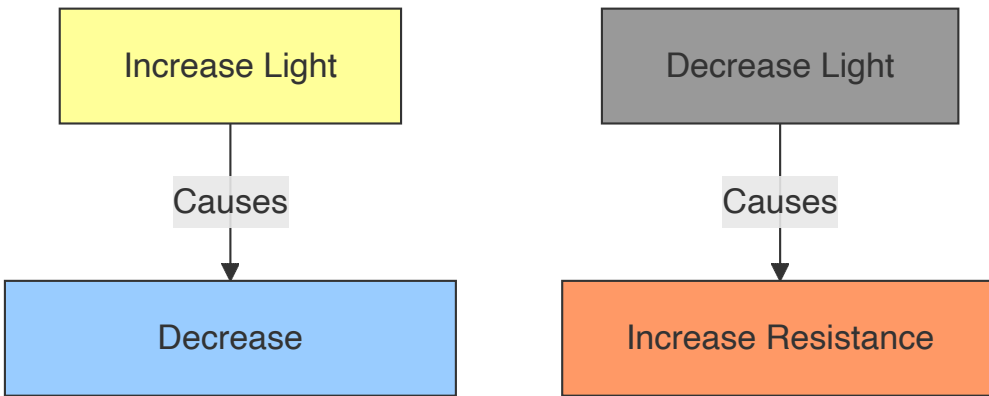 Increase Light
Decrease Light
Causes
Causes
Decrease
Increase Resistance